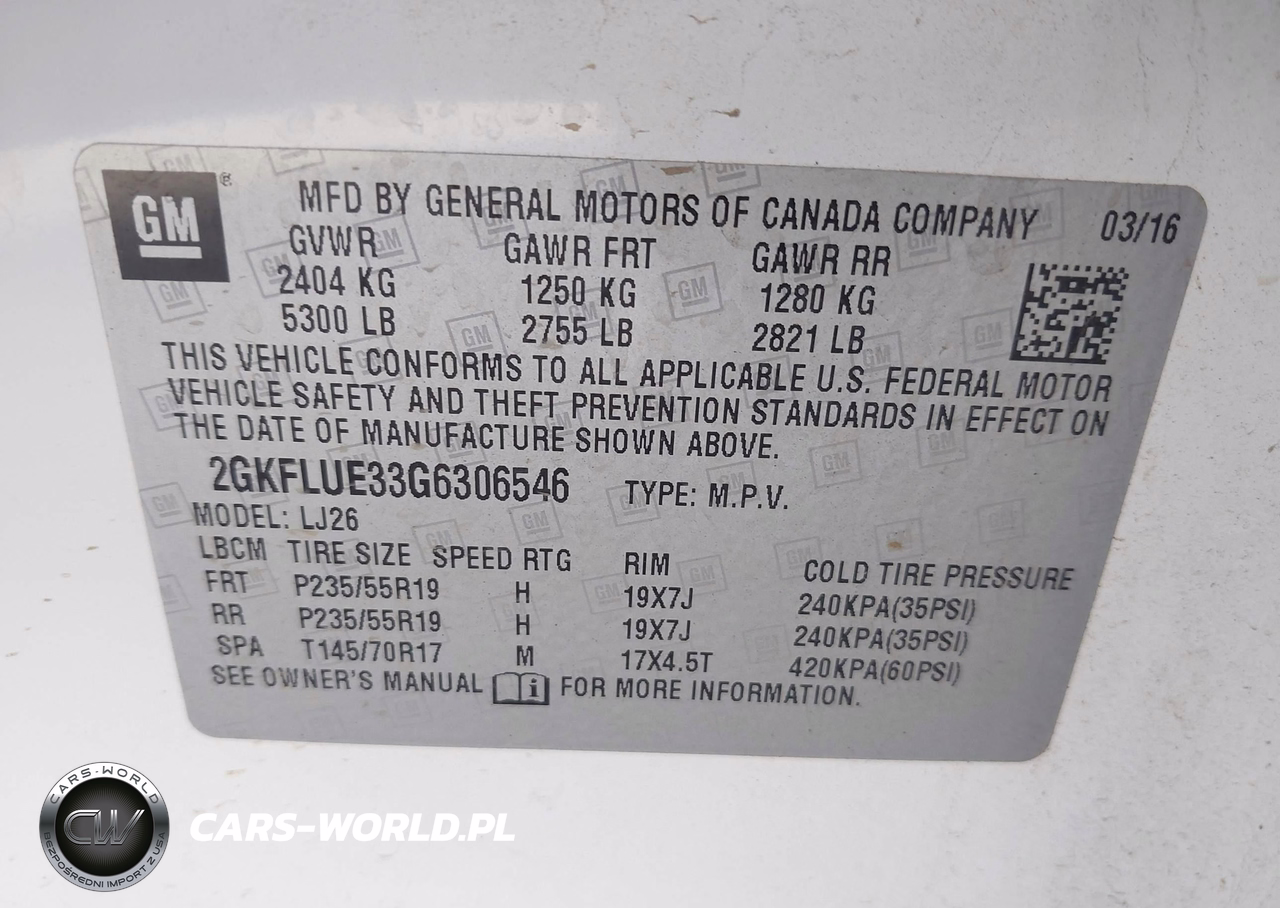 GM®
MFD BY GENERAL MOTORS OF CANADA COMPANY 03/16
GVWR GAWR FRT GAWR RR
2404 KG 1250 KG 1280 KG
5300 LB 2755 LB 2821 LB
THIS VEHICLE CONFORMS TO ALL APPLICABLE U.S. FEDERAL MOTOR
VEHICLE SAFETY AND THEFT PREVENTION STANDARDS IN EFFECT ON
THE DATE OF MANUFACTURE SHOWN ABOVE.
2GKFLUE33G6306546 TYPE: M.P.V.
MODEL: LJ26
LBCM TIRE SIZE SPEED RTG RIM COLD TIRE PRESSURE
FRT P235/55R19 H 19X7J 240KPA(35PSI)
RR P235/55R19 H 19X7J 240KPA(35PSI)
SPA T145/70R17 M 17X4.5T 420KPA(60PSI)
SEE OWNER'S MANUAL FOR MORE INFORMATION.
CARS-WORLD
CW
BEZPOŚREDNI IMPORT Z USA
CARS-WORLD.PL